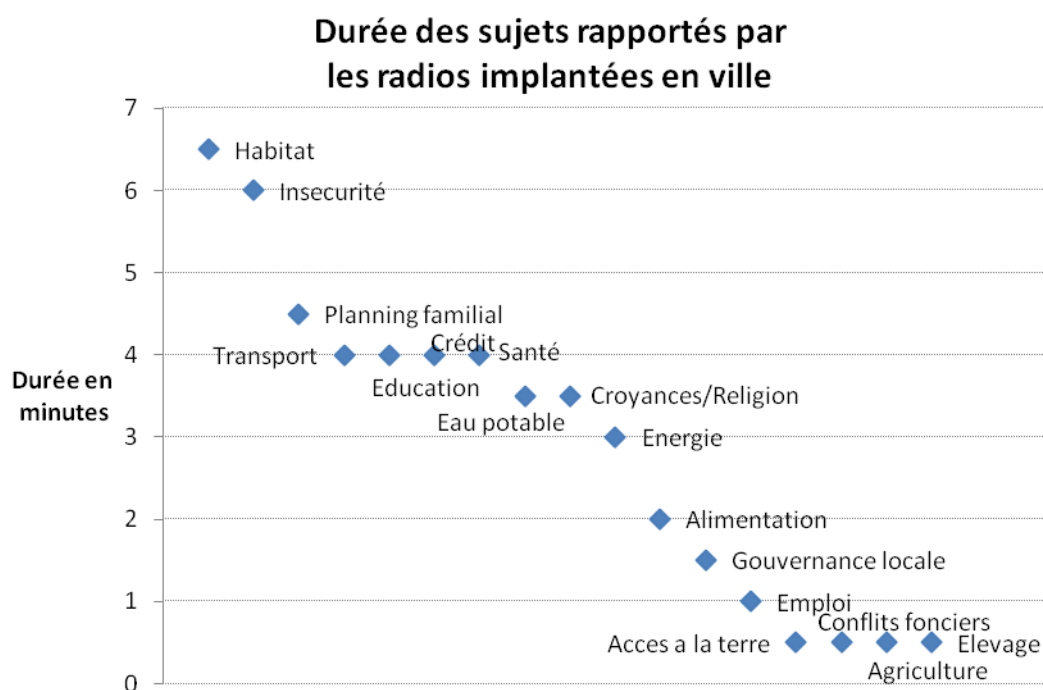 Durée des sujets rapportés par
les radios implantées en ville
7
Habitat
6
Insecurité
5
Planning familial
Crédit
4
Transport
Santé
Durée en
minutes
Education
Croyances/Religion
Eau potable
3
Energie
2
Alimentation
Gouvernance locale
1
Emploi
Conflits fonciers
Acces a la terre
Elevage
Agriculture
0